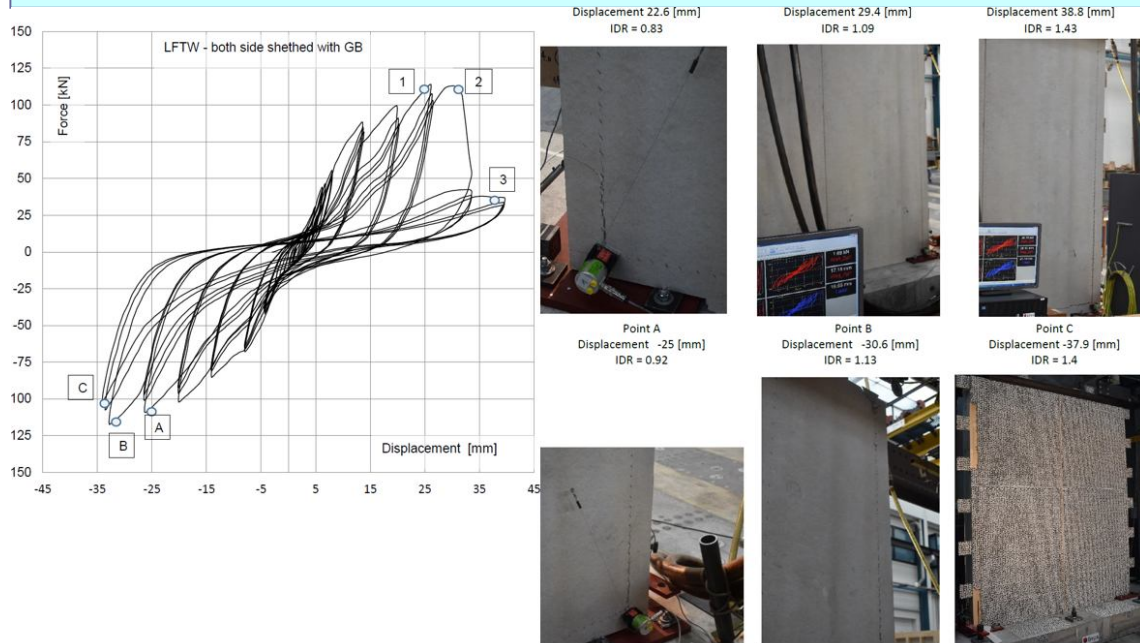 Displacement 22.6 [mm]
IDR = 0.83
Displacement 29.4 [mm]
IDR = 1.09
Displacement 38.8 [mm]
IDR = 1.43
LFTW - both side shethed with GB
Force [kN]
150
125
100
75
50
25
0
-25
-50
-75
100
125
150
1
2
3
C
B
A
Displacement [mm]
-45
-35
-25
-15
-5
5
15
25
35
45
Point A
Displacement -25 [mm]
IDR = 0.92
Point B
Displacement -30.6 [mm]
IDR = 1.13
Point C
Displacement -37.9 [mm]
IDR = 1.4